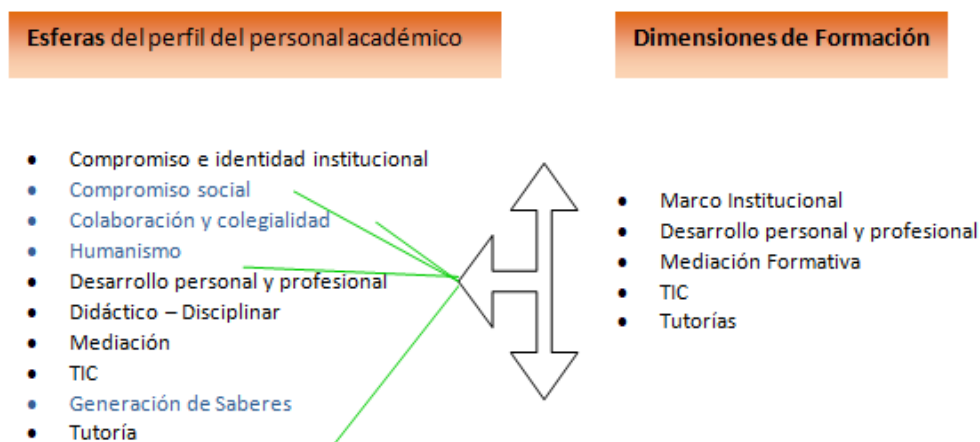 Esferas del perfil del personal académico
Dimensiones de Formación
Compromiso e identidad institucional
Compromiso social
Colaboración y colegialidad
Humanismo
Desarrollo personal y profesional
Didáctico – Disciplinar
Mediación
TIC
Generación de Saberes
Tutoría
Marco Institucional
Desarrollo personal y profesional
Mediación Formativa
TIC
Tutorías